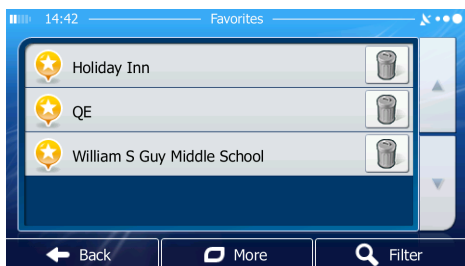 14:42 Favorites
Holiday Inn
QE
William S Guy Middle School
Back More Filter